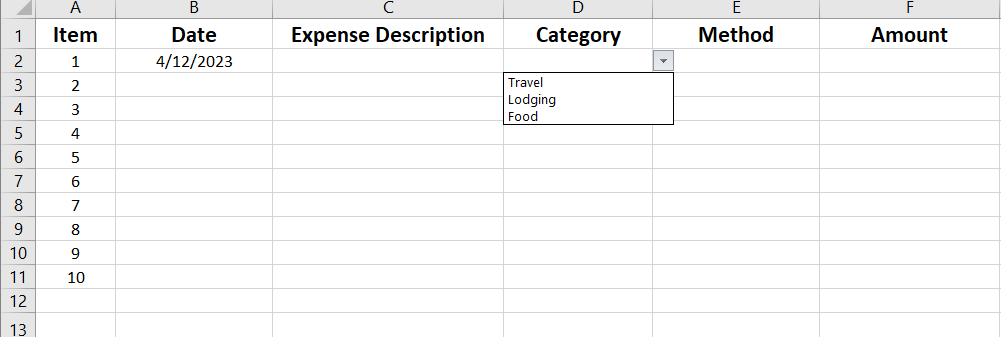 A B C D E F
1 Item Date Expense Description Category Method Amount
2 1 4/12/2023
3 2 Travel
4 3 Lodging
Food
5 4
6 5
7 6
8 7
9 8
10 9
11 10
12
13